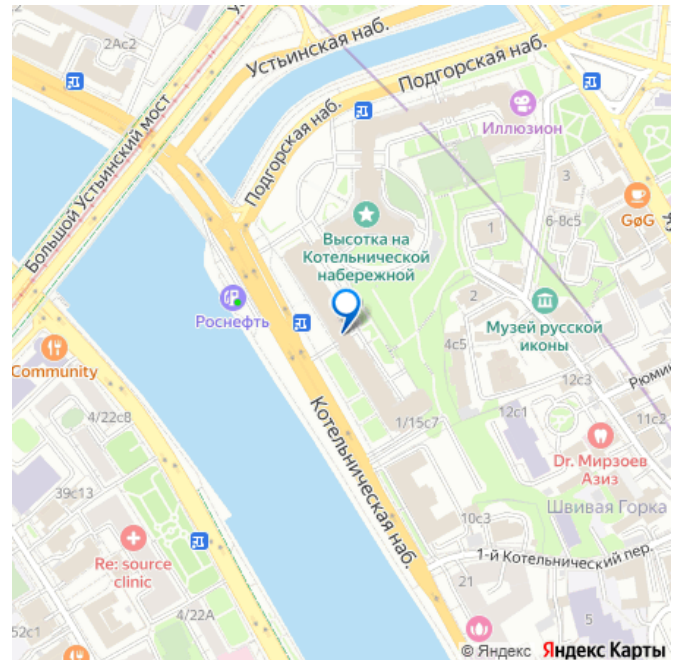 2Ас2
Устьинская наб.
Подгорская наб.
Иллюзион
Большой Устьинский мост
Подгорская наб.
3
GøG
6-8с5
1
Высотка на
Котельнической
набережной
Роснефть
2
Музей русской
иконы
4с5
Community
12с3
Рюми
4/22с8
Котельническая наб.
1/15с7
12с1
11с2
Dr. Мирзоев
Азиз
39с13
Швивая Горка
10с3
Re: source
clinic
1-й Котельнический пер.
21
4/22А
5
52с1
© Яндекс Яндекс Карты